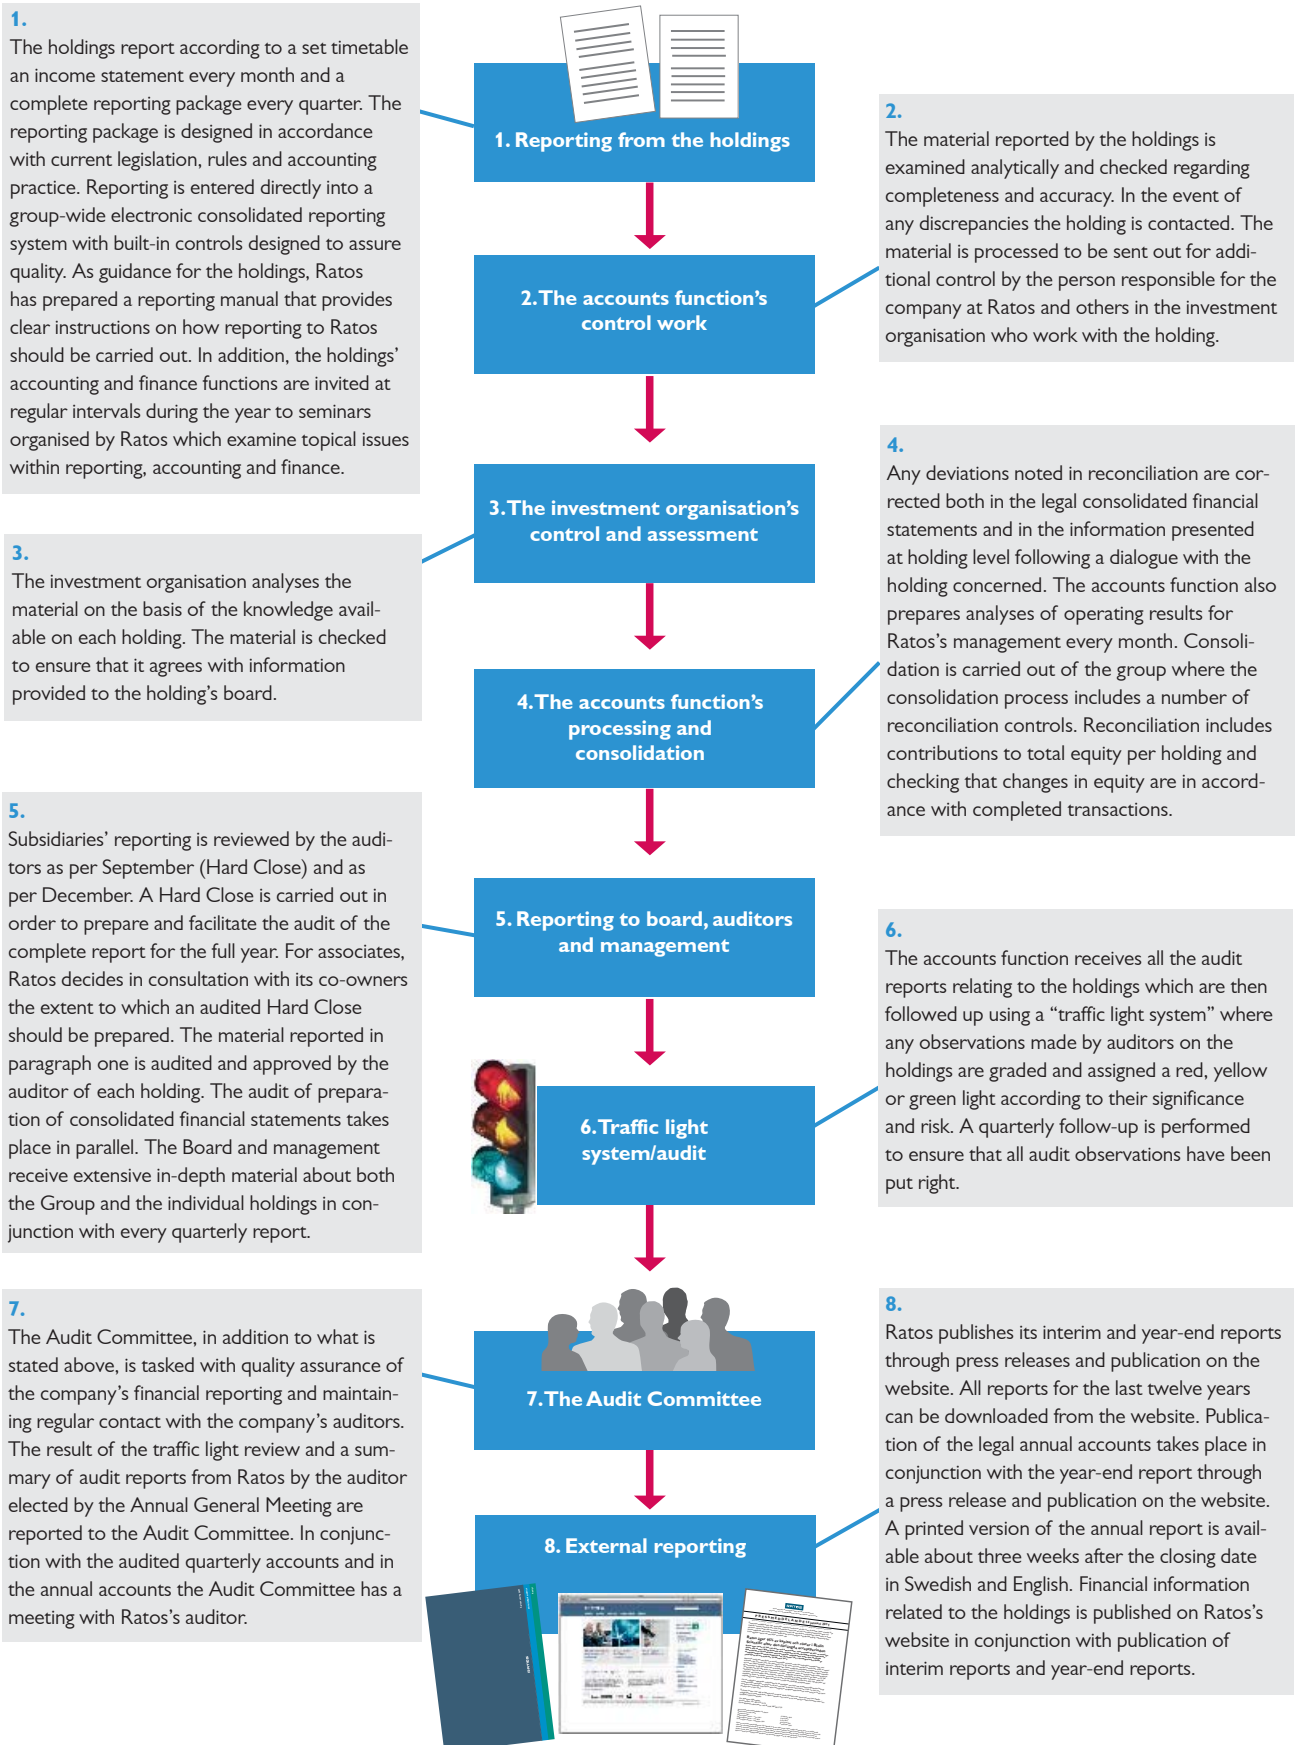 1.
The holdings report according to a set timetable
an income statement every month and a
complete reporting package every quarter. The
reporting package is designed in accordance
with current legislation, rules and accounting
practice. Reporting is entered directly into a
group-wide electronic consolidated reporting
system with built-in controls designed to assure
quality. As guidance for the holdings, Ratos
has prepared a reporting manual that provides
clear instructions on how reporting to Ratos
should be carried out. In addition, the holdings’
accounting and finance functions are invited at
regular intervals during the year to seminars
organised by Ratos which examine topical issues
within reporting, accounting and finance.
1. Reporting from the holdings
2.
The material reported by the holdings is
examined analytically and checked regarding
completeness and accuracy. In the event of
any discrepancies the holding is contacted. The
material is processed to be sent out for addi-
tional control by the person responsible for the
company at Ratos and others in the investment
organisation who work with the holding.
2. The accounts function’s
control work
3. The investment organisation’s
control and assessment
3.
The investment organisation analyses the
material on the basis of the knowledge avail-
able on each holding. The material is checked
to ensure that it agrees with information
provided to the holding’s board.
4.
Any deviations noted in reconciliation are cor-
rected both in the legal consolidated financial
statements and in the information presented
at holding level following a dialogue with the
holding concerned. The accounts function also
prepares analyses of operating results for
Ratos’s management every month. Consoli-
dation is carried out of the group where the
consolidation process includes a number of
reconciliation controls. Reconciliation includes
contributions to total equity per holding and
checking that changes in equity are in accord-
ance with completed transactions.
4. The accounts function’s
processing and
consolidation
5.
Subsidiaries’ reporting is reviewed by the audi-
tors as per September (Hard Close) and as
per December. A Hard Close is carried out in
order to prepare and facilitate the audit of the
complete report for the full year. For associates,
Ratos decides in consultation with its co-owners
the extent to which an audited Hard Close
should be prepared. The material reported in
paragraph one is audited and approved by the
auditor of each holding. The audit of prepara-
tion of consolidated financial statements takes
place in parallel. The Board and management
receive extensive in-depth material about both
the Group and the individual holdings in con-
junction with every quarterly report.
5. Reporting to board, auditors
and management
6.
The accounts function receives all the audit
reports relating to the holdings which are then
followed up using a “traffic light system” where
any observations made by auditors on the
holdings are graded and assigned a red, yellow
or green light according to their significance
and risk. A quarterly follow-up is performed
to ensure that all audit observations have been
put right.
6. Traffic light
system/audit
7.
The Audit Committee, in addition to what is
stated above, is tasked with quality assurance of
the company’s financial reporting and maintain-
ing regular contact with the company’s auditors.
The result of the traffic light review and a sum-
mary of audit reports from Ratos by the auditor
elected by the Annual General Meeting are
reported to the Audit Committee. In conjunc-
tion with the audited quarterly accounts and in
the annual accounts the Audit Committee has a
meeting with Ratos’s auditor.
7. The Audit Committee
8.
Ratos publishes its interim and year-end reports
through press releases and publication on the
website. All reports for the last twelve years
can be downloaded from the website. Publica-
tion of the legal annual accounts takes place in
conjunction with the year-end report through
a press release and publication on the website.
A printed version of the annual report is avail-
able about three weeks after the closing date
in Swedish and English. Financial information
related to the holdings is published on Ratos’s
website in conjunction with publication of
interim reports and year-end reports.
8. External reporting